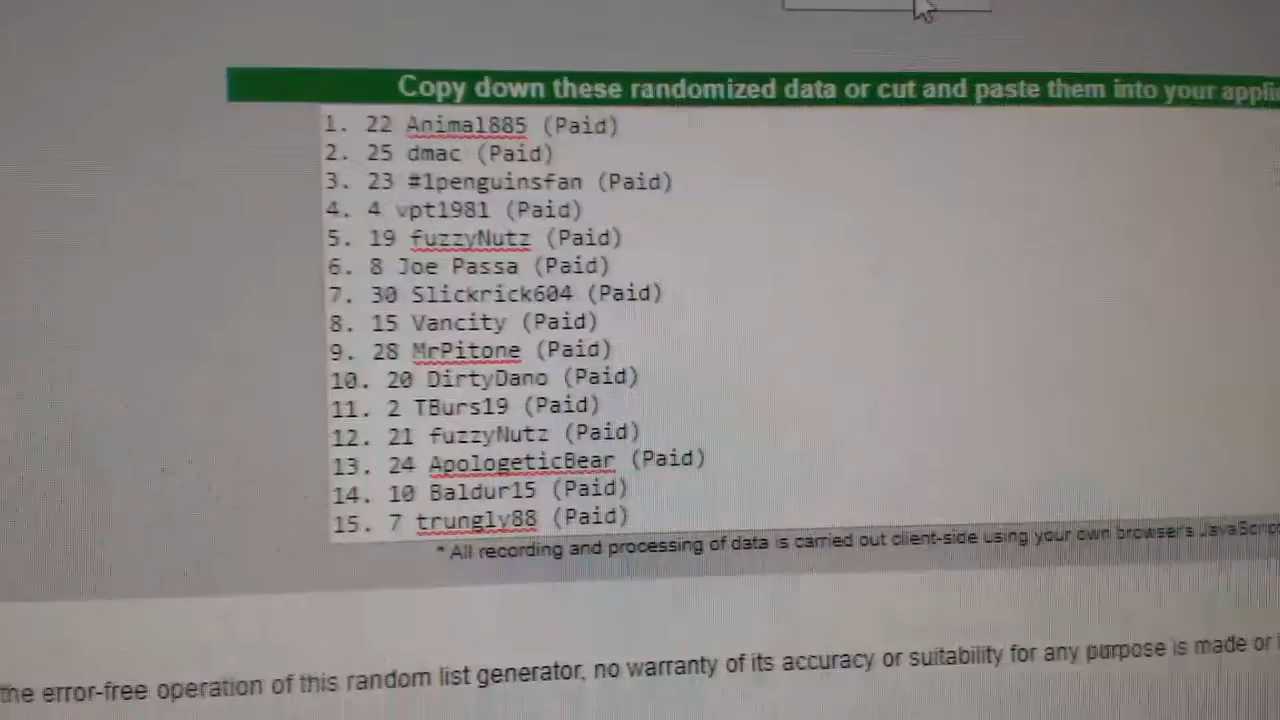 Copy down these randomized data or cut and paste them into your
1. 22 Animal885 (Paid)
2. 25 dmac (Paid)
3. 23 #1penguinsfan (Paid)
4. 4 vpt1981 (Paid)
5. 19 fuzzyNutz (Paid)
6. 8 Joe Passa (Paid)
7. 30 Slickrick604 (Paid)
8. 15 Vancity (Paid)
9. 28 MrPitone (Paid)
10. 20 DirtyDano (Paid)
11. 2 TBurs19 (Paid)
12. 21 fuzzyNutz (Paid)
13. 24 ApologeticBear (Paid)
14. 10 Baldur15 (Paid)
15. 7 trungly88 (Paid)
* All recording and processing of data is carried out client-side using your own browser's
the error-free operation of this random list generator, no warranty of its accuracy or suitability for any purpose is made or